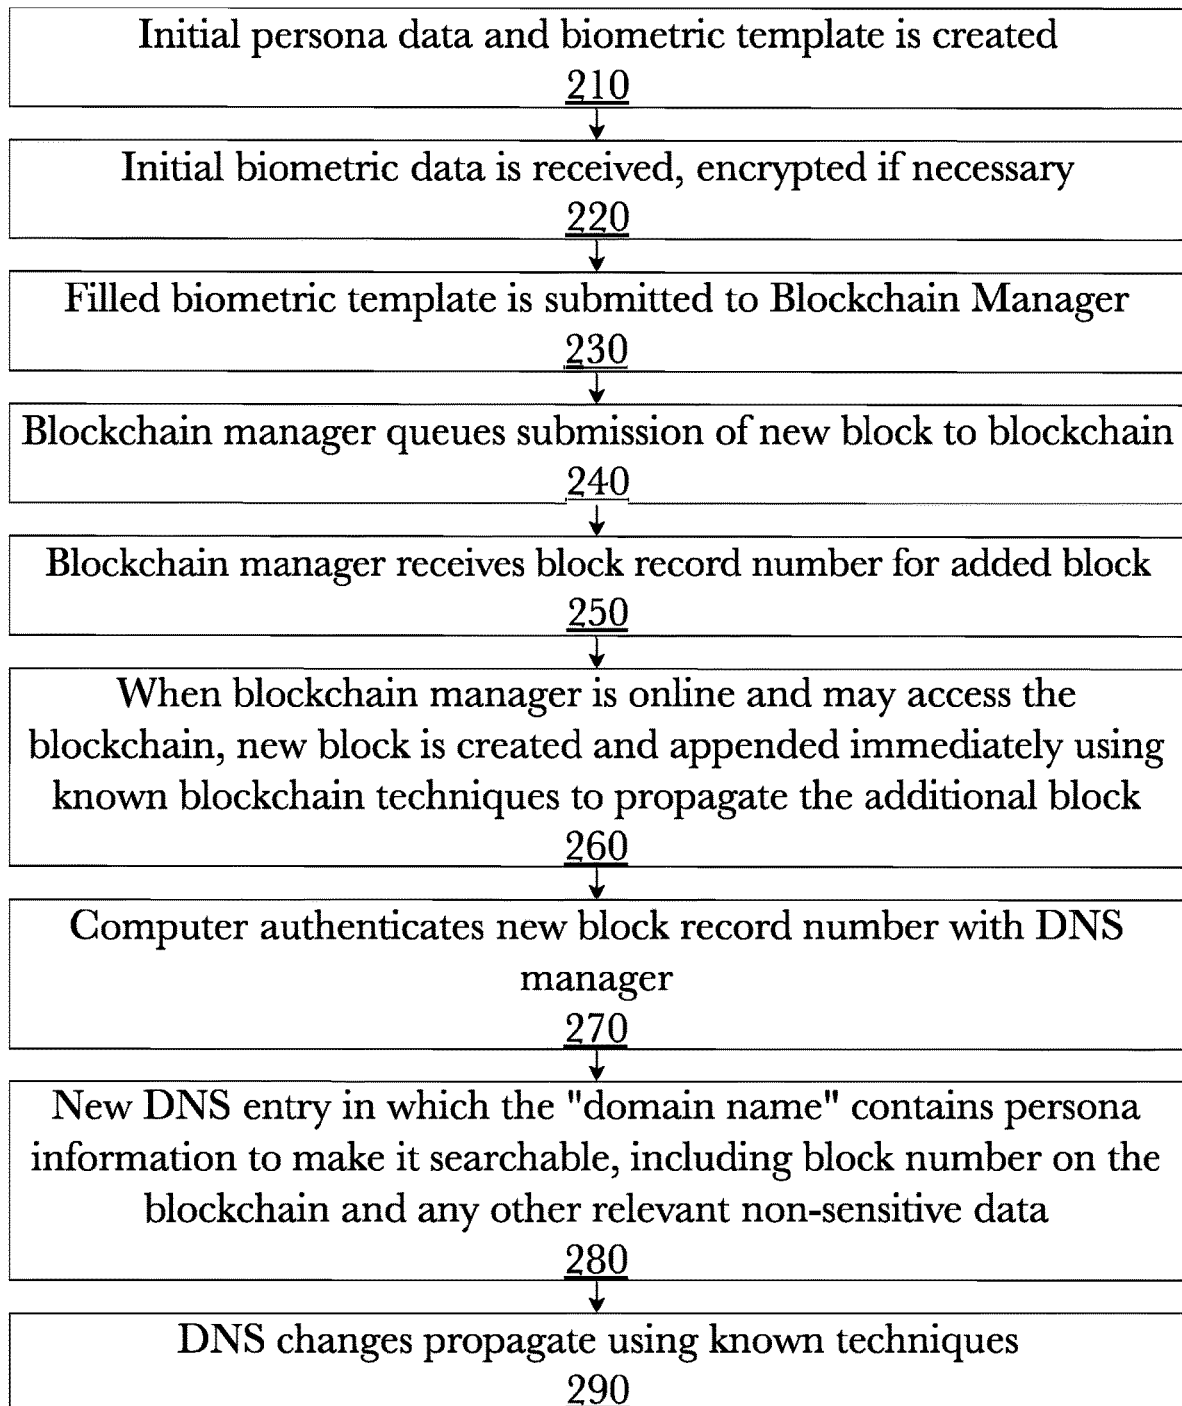 Initial persona data and biometric template is created
210
Initial biometric data is received, encrypted if necessary
220
Filled biometric template is submitted to Blockchain Manager
230
Blockchain manager queues submission of new block to blockchain
240
Blockchain manager receives block record number for added block
250
When blockchain manager is online and may access the
blockchain, new block is created and appended immediately using
known blockchain techniques to propagate the additional block
260
Computer authenticates new block record number with DNS
manager
270
New DNS entry in which the "domain name" contains persona
information to make it searchable, including block number on the
blockchain and any other relevant non-sensitive data
280
DNS changes propagate using known techniques
290